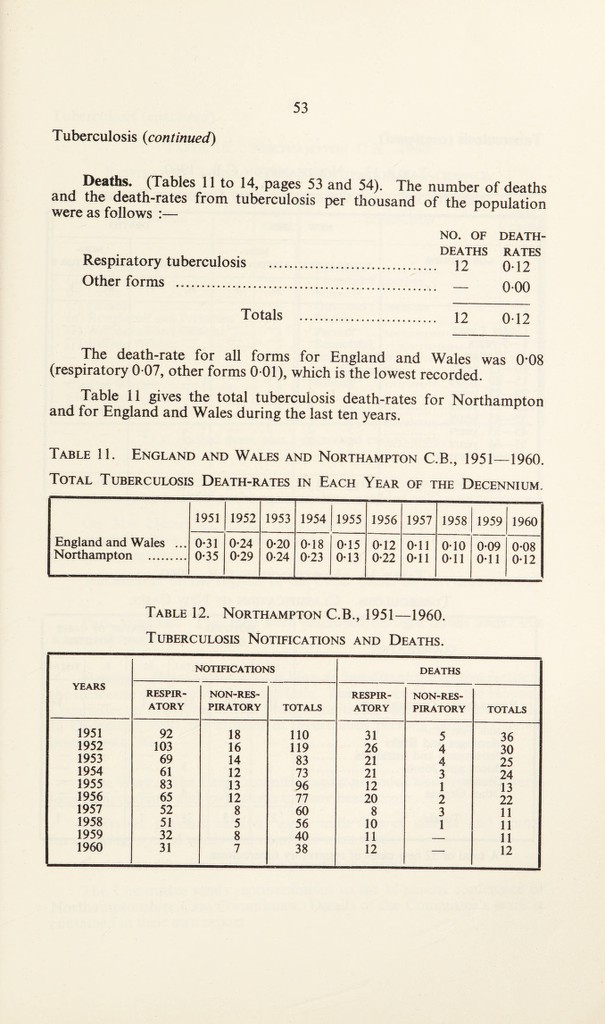 53
Tuberculosis (continued)
Deaths. (Tables 11 to 14, pages 53 and 54). The number of deaths
and the death-rates from tuberculosis per thousand of the population
were as follows :—
NO. OF DEATH-
DEATHS RATES
Respiratory tuberculosis ................................. 12 0·12
Other forms .................................................... — 0·00
Totals ........................... 12 0·12
The death-rate for all forms for England and Wales was 0·08
(respiratory 0·07, other forms 0·01), which is the lowest recorded.
Table 11 gives the total tuberculosis death-rates for Northampton
and for England and Wales during the last ten years.
TABLE 11. ENGLAND AND WALES AND NORTHAMPTON C.B., 1951—1960.
TOTAL TUBERCULOSIS DEATH-RATES IN EACH YEAR OF THE DECENNIUM.
1951 1952 1953 1954 1955 1956 1957 1958 1959 1960
England and Wales ... 0·31 0·24 0·20 0·18 0·15 0·12 0·11 0·10 0·09 0·08
Northampton ......... 0·35 0·29 0·24 0·23 0·13 0·22 0·11 0·11 0·11 0·12
TABLE 12. NORTHAMPTON C.B., 1951—1960.
TUBERCULOSIS NOTIFICATIONS AND DEATHS.
YEARS NOTIFICATIONS DEATHS
RESPIR- NON-RES- RESPIR- NON-RES-
ATORY PIRATORY TOTALS ATORY PIRATORY TOTALS
1951 92 18 110 31 5 36
1952 103 16 119 26 4 30
1953 69 14 83 21 4 25
1954 61 12 73 21 3 24
1955 83 13 96 12 1 13
1956 65 12 77 20 2 22
1957 52 8 60 8 3 11
1958 51 5 56 10 1 11
1959 32 8 40 11 — 11
1960 31 7 38 12 — 12